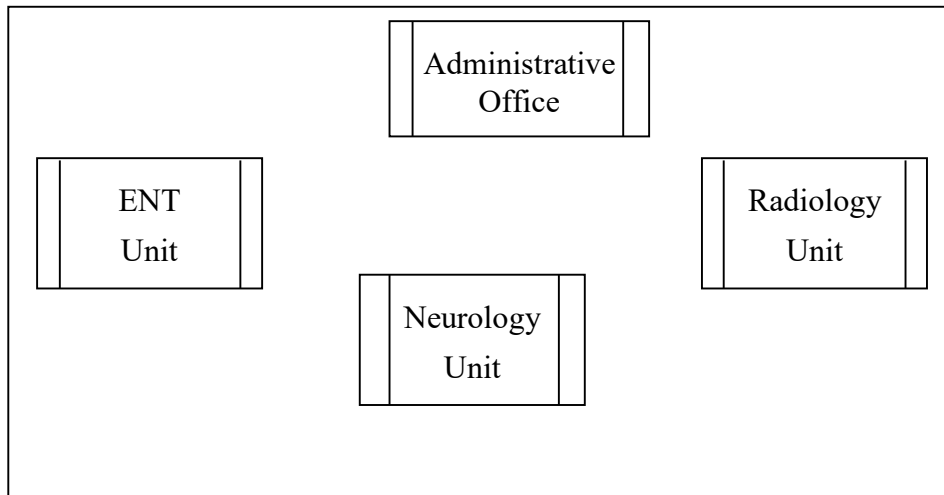 Administrative
Office
ENT
Unit
Radiology
Unit
Neurology
Unit